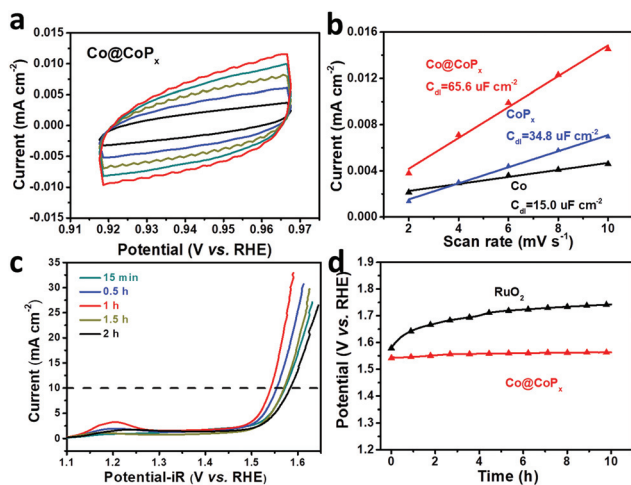 a
Co@CoPx
Current (mA cm-2)
0.015
0.010
0.005
0.000
-0.005
-0.010
-0.015
0.91 0.92 0.93 0.94 0.95 0.96 0.97
Potential (V vs. RHE)
b
Current (mA cm-2)
0.016
0.012
0.008
0.004
0.000
Co@CoPx
Cdl=65.6 uF cm-2
CoPx
Cdl=34.8 uF cm-2
Co
Cdl=15.0 uF cm-2
2 4 6 8 10
Scan rate (mV s-1)
c
Current (mA cm-2)
35
30
25
20
15
10
5
0
15 min
0.5 h
1 h
1.5 h
2 h
1.1 1.2 1.3 1.4 1.5 1.6
Potential-iR (V vs. RHE)
d
Potential (V vs. RHE)
1.9
1.8
1.7
1.6
1.5
1.4
1.3
1.2
RuO2
Co@CoPx
0 2 4 6 8 10
Time (h)